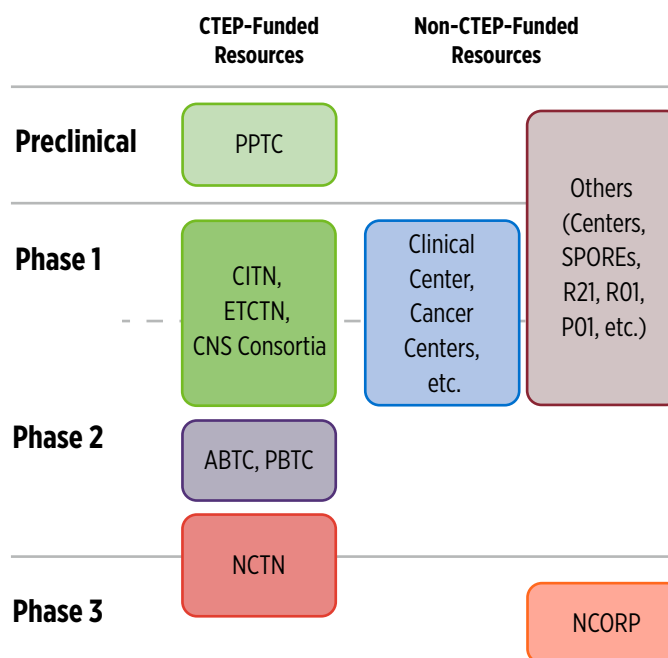 CTEP-Funded
Resources
Non-CTEP-Funded
Resources
Preclinical
PPTC
Others
(Centers,
SPOREs,
R21, R01,
P01, etc.)
Phase 1
CITN,
ETCTN,
CNS Consortia
Clinical
Center,
Cancer
Centers,
etc.
Phase 2
ABTC, PBTC
NCTN
Phase 3
NCORP